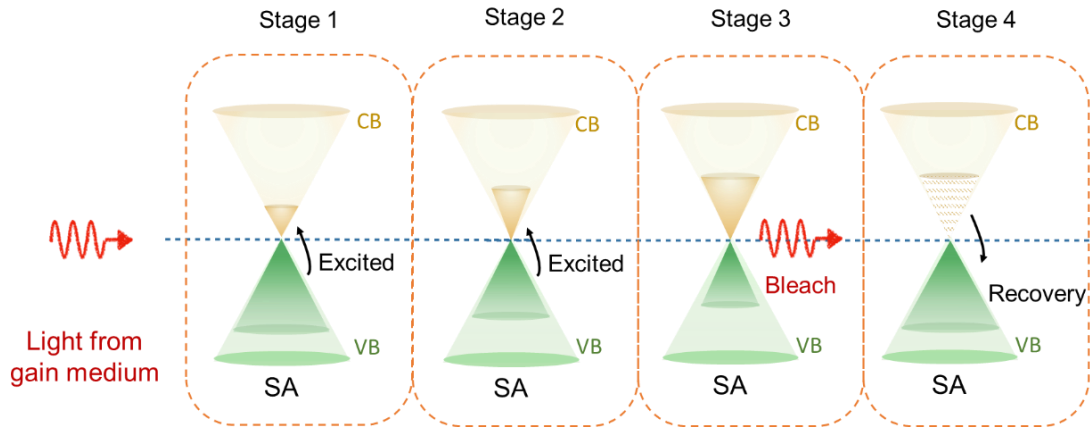 Stage 1
Stage 2
Stage 3
Stage 4
CB
CB
CB
CB
Excited
Excited
Bleach
Recovery
Light from
gain medium
VB
VB
VB
VB
SA
SA
SA
SA